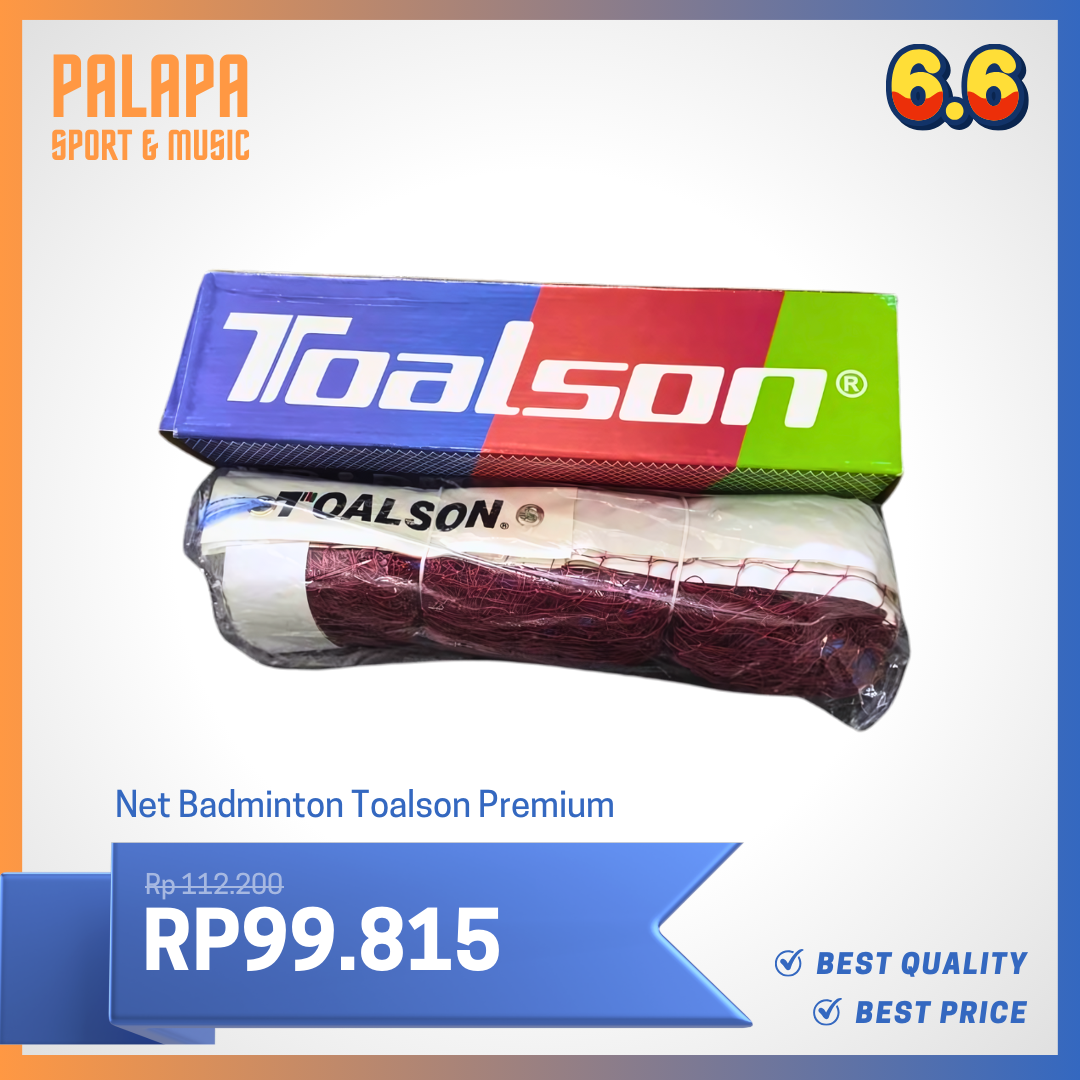 PALAPA
SPORT & MUSIC
6.6
Toalson®
TOALSON®
Net Badminton Toalson Premium
Rp 112.200
RP99.815
BEST QUALITY
BEST PRICE